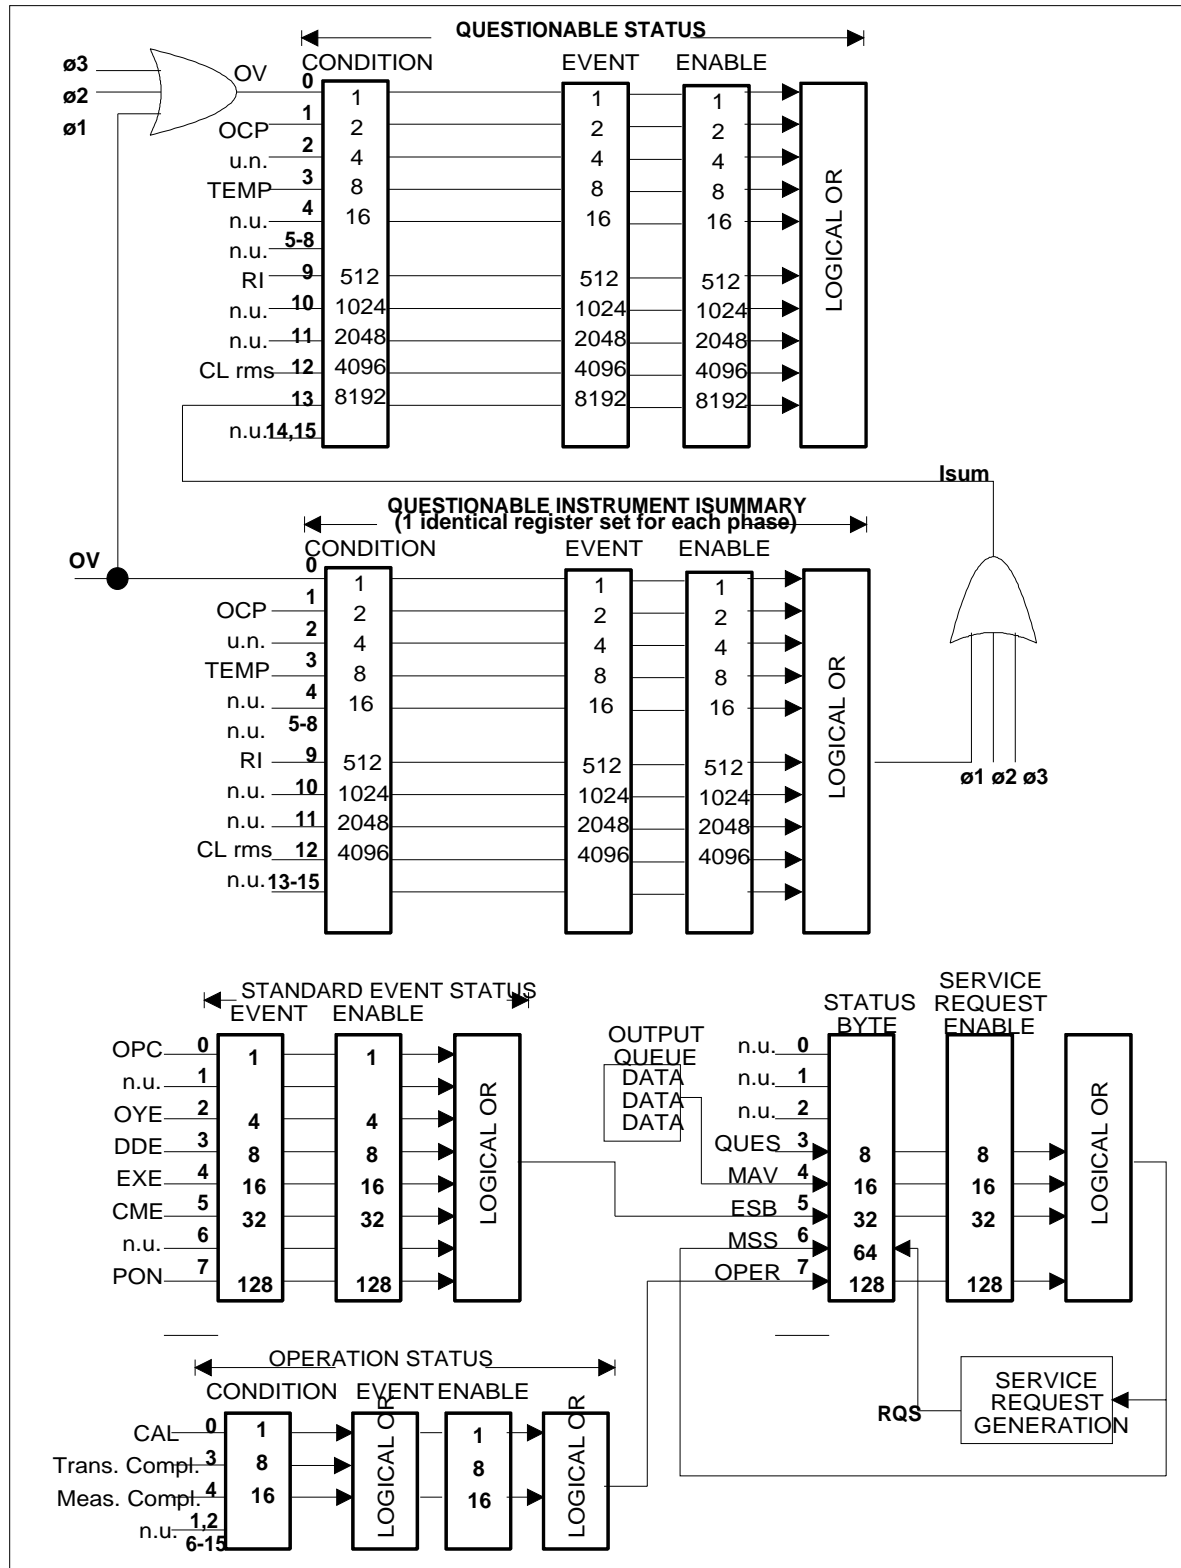 QUESTIONABLE STATUS
CONDITION EVENT ENABLE
ø3
ø2
ø1
OV 0 1 1 1
OCP 1 2 2 2
u.n. 2 4 4 4
TEMP 3 8 8 8
n.u. 4 16 16 16
n.u. 5-8
RI 9 512 512 512
n.u. 10 1024 1024 1024
n.u. 11 2048 2048 2048
CL rms 12 4096 4096 4096
13 8192 8192 8192
n.u. 14,15
LOGICAL OR
Isum
QUESTIONABLE INSTRUMENT ISUMMARY
(1 identical register set for each phase)
CONDITION EVENT ENABLE
OV 0 1 1 1
OCP 1 2 2 2
u.n. 2 4 4 4
TEMP 3 8 8 8
n.u. 4 16 16 16
n.u. 5-8
RI 9 512 512 512
n.u. 10 1024 1024 1024
n.u. 11 2048 2048 2048
CL rms 12 4096 4096 4096
n.u. 13-15
LOGICAL OR
ø1 ø2 ø3
STANDARD EVENT STATUS
EVENT ENABLE
OPC 0 1 1
n.u. 1
OYE 2 4 4
DDE 3 8 8
EXE 4 16 16
CME 5 32 32
n.u. 6
PON 7 128 128
LOGICAL OR
OUTPUT
QUEUE
DATA
DATA
DATA
STATUS
BYTE
SERVICE
REQUEST
ENABLE
n.u. 0
n.u. 1
n.u. 2
QUES 3 8 8
MAV 4 16 16
ESB 5 32 32
MSS 6 64
OPER 7 128 128
LOGICAL OR
OPERATION STATUS
CONDITION EVENT ENABLE
CAL 0 1 1
Trans. Compl. 3 8 8
Meas. Compl. 4 16 16
n.u. 1,2
6-15
LOGICAL OR
LOGICAL OR
RQS
SERVICE
REQUEST
GENERATION